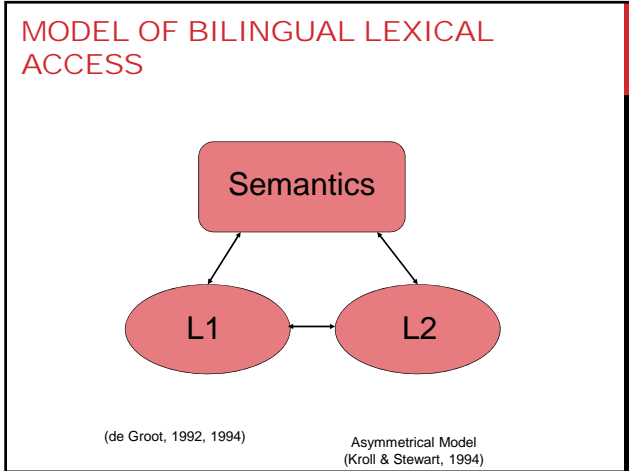 MODEL OF BILINGUAL LEXICAL
ACCESS
Semantics
L1
L2
(de Groot, 1992, 1994)
Asymmetrical Model
(Kroll & Stewart, 1994)